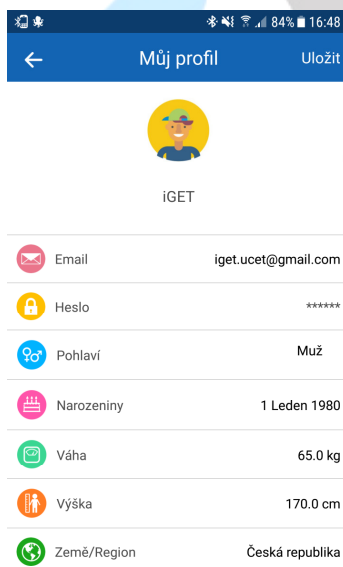 84% 16:48
Můj profil Uložit
iGET
Email iget.ucet@gmail.com
Heslo ******
Pohlaví Muž
Narozeniny 1 Leden 1980
Váha 65.0 kg
Výška 170.0 cm
Země/Region Česká republika